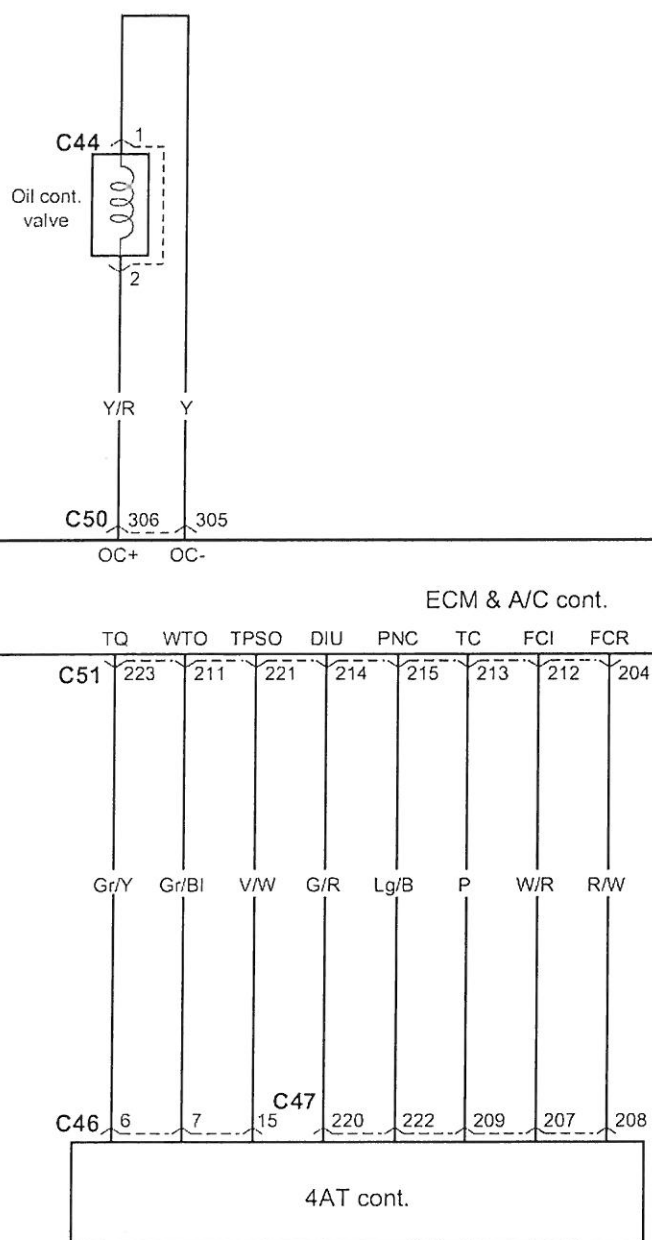 C44 1
Oil cont.
valve
2
Y/R Y
C50 306 305
OC+ OC-
ECM & A/C cont.
TQ WTO TPSO DIU PNC TC FCI FCR
C51 223 211 221 214 215 213 212 204
Gr/Y Gr/Bl V/W G/R Lg/B P W/R R/W
C47
C46 6 7 15 220 222 209 207 208
4AT cont.